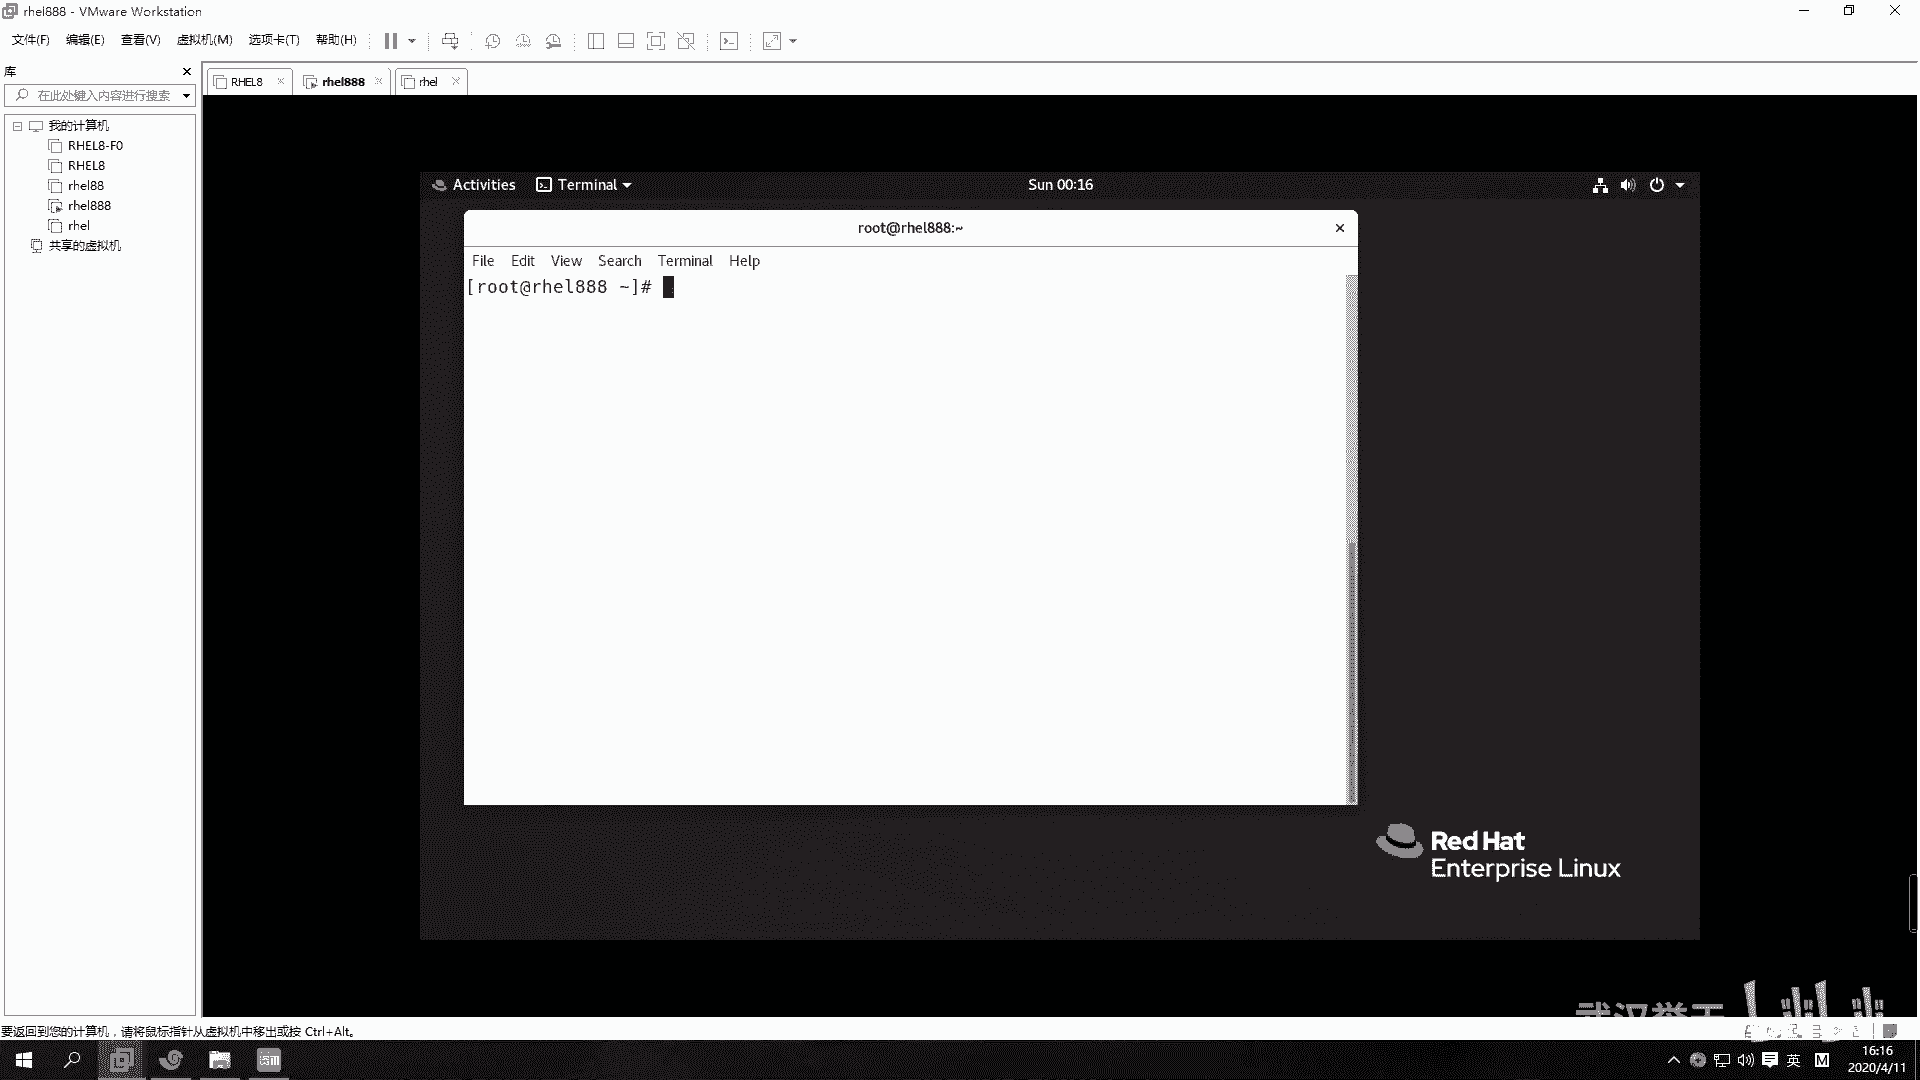 rhel888 - VMware Workstation
文件(F) 编辑(E) 查看(V) 虚拟机(M) 选项卡(T) 帮助(H)
库
在此处键入内容进行搜索
我的计算机
RHEL8-F0
RHEL8
rhel88
rhel888
rhel
共享的虚拟机
RHEL8 rhel888 rhel
Activities Terminal Sun 00:16
root@rhel888:~
File Edit View Search Terminal Help
[root@rhel888 ~]#
Red Hat
Enterprise Linux
武汉誉天
要返回到您的计算机，请将鼠标指针从虚拟机中移出或按 Ctrl+Alt。
英 M
16:16
2020/4/11